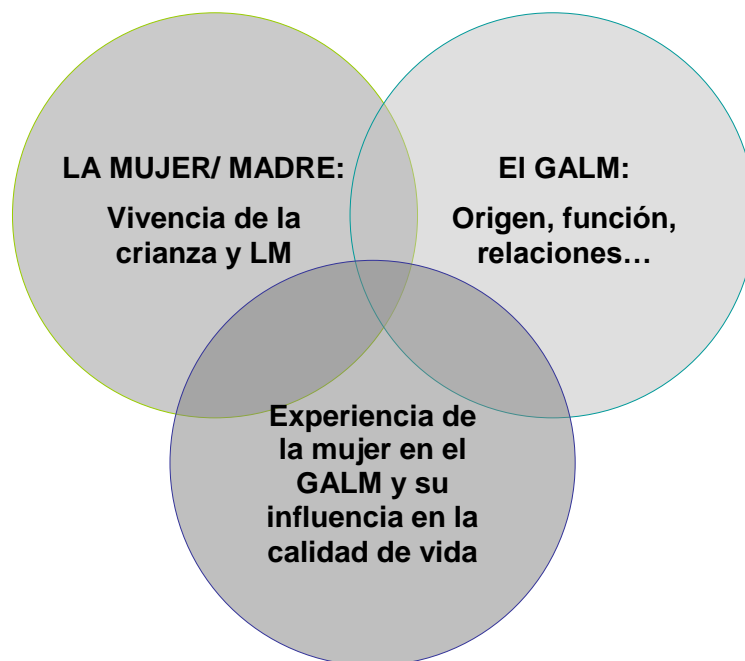 LA MUJER/ MADRE:
Vivencia de la
crianza y LM
El GALM:
Origen, función,
relaciones…
Experiencia de
la mujer en el
GALM y su
influencia en la
calidad de vida